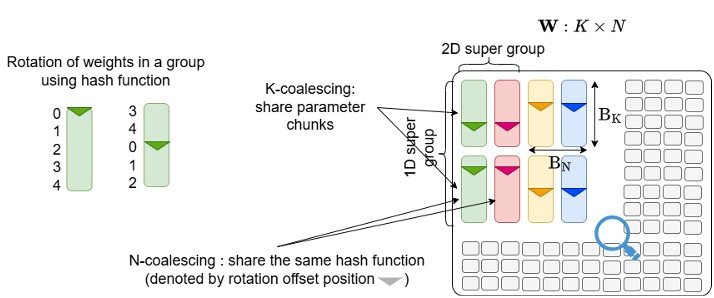 W : K × N
2D super group
Rotation of weights in a group
using hash function
0
1
2
3
4
3
4
0
1
2
K-coalescing:
share parameter
chunks
1D super
group
B_K
B_N
N-coalescing : share the same hash function
(denoted by rotation offset position )